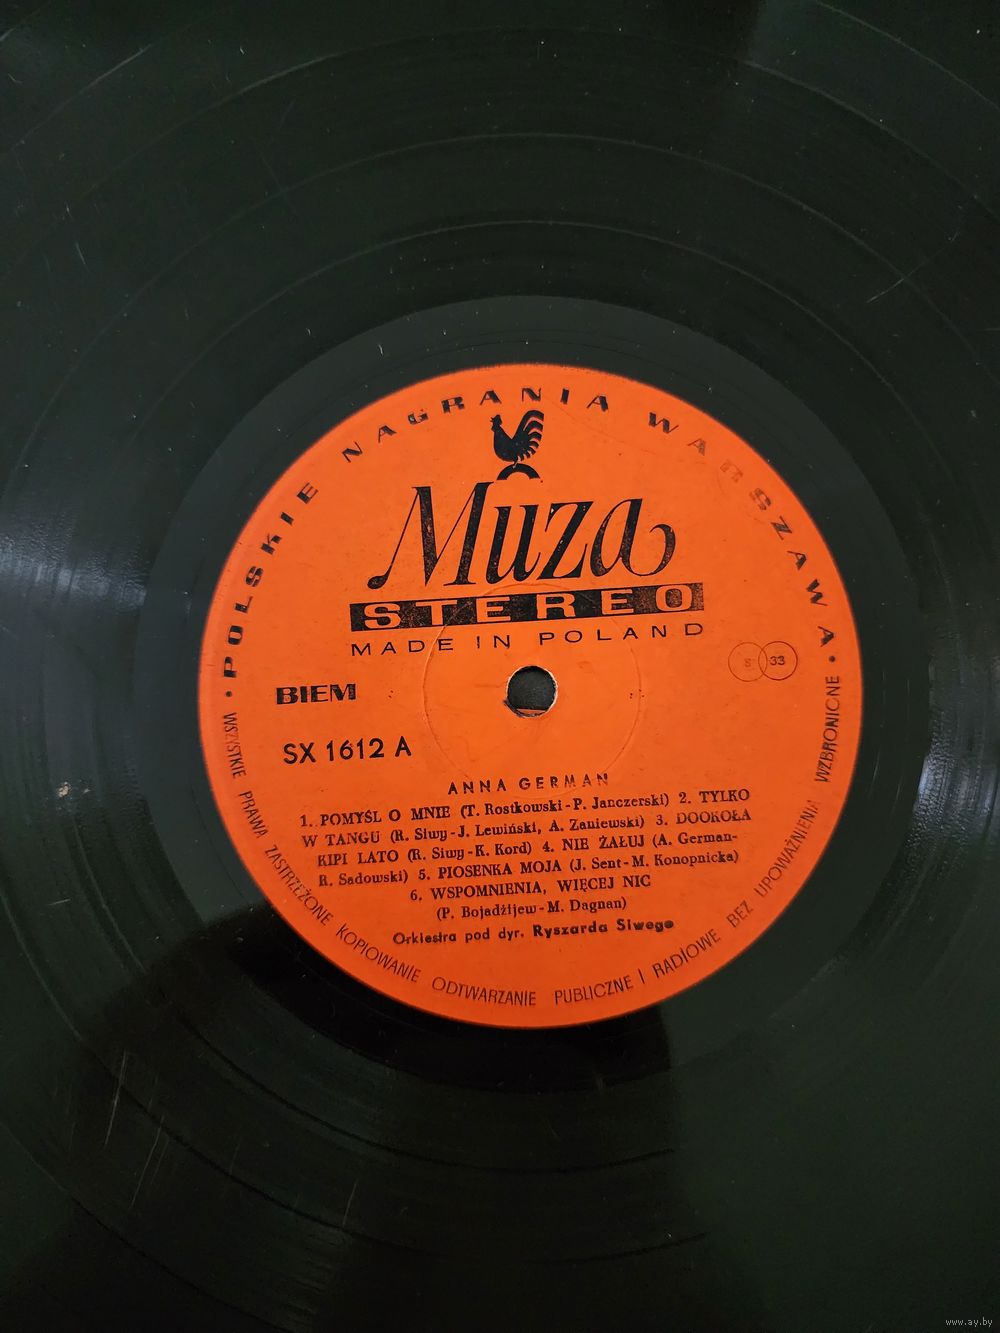 • POLSKIE NAGRANIA WARSZAWA •
Muza
STEREO
MADE IN POLAND
S 33
BIEM
SX 1612 A
ANNA GERMAN
1. POMYŚL O MNIE (T. Rostkowski - P. Janczerski) 2. TYLKO
W TANGU (R. Siwy - J. Lewiński, A. Zaniewski) 3. DOOKOŁA
KIPI LATO (R. Siwy - K. Kord) 4. NIE ŻAŁUJ (A. German-
R. Sadowski) 5. PIOSENKA MOJA (J. Sent - M. Konopnicka)
6. WSPOMNIENIA, WIĘCEJ NIC
(P. Bojadżijew - M. Dagnan)
Orkiestra pod dyr. Ryszarda Siwego
WSZYSTKIE PRAWA ZASTRZEŻONE KOPIOWANIE ODTWARZANIE PUBLICZNE I RADIOWE BEZ UPOWAŻNIENIA WZBRONIONE
www.ay.by